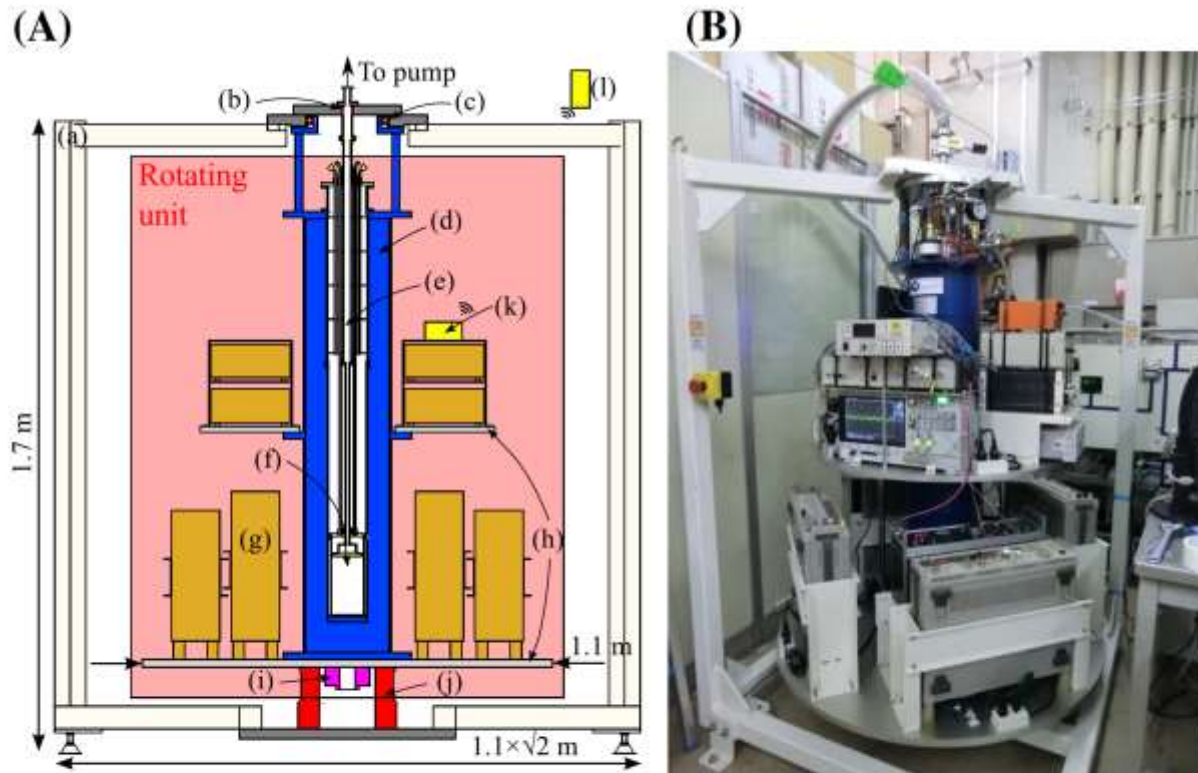 (A)
(B)
To pump
(l)
(b)
(c)
(a)
Rotating
unit
(d)
(e)
(k)
1.7 m
(f)
(g)
(h)
1.1 m
(i)
(j)
1.1×√2 m